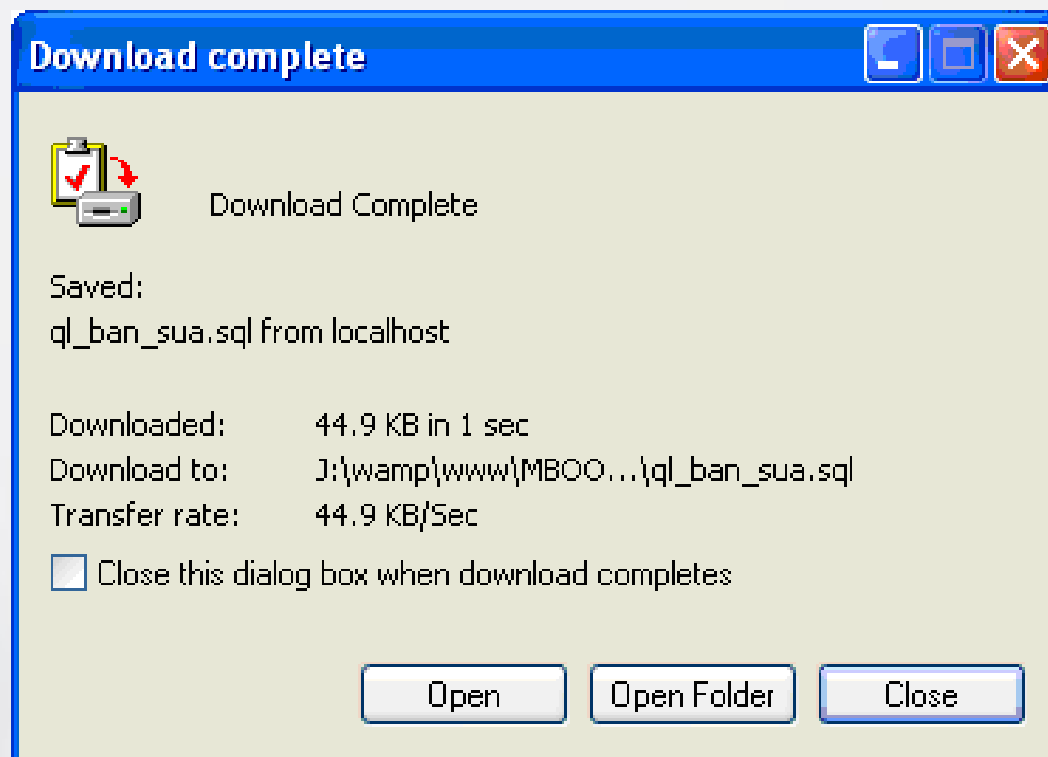 Download complete
Download Complete
Saved:
ql_ban_sua.sql from localhost
Downloaded: 44.9 KB in 1 sec
Download to: J:\wamp\www\MBOO...\ql_ban_sua.sql
Transfer rate: 44.9 KB/Sec
Close this dialog box when download completes
Open Open Folder Close